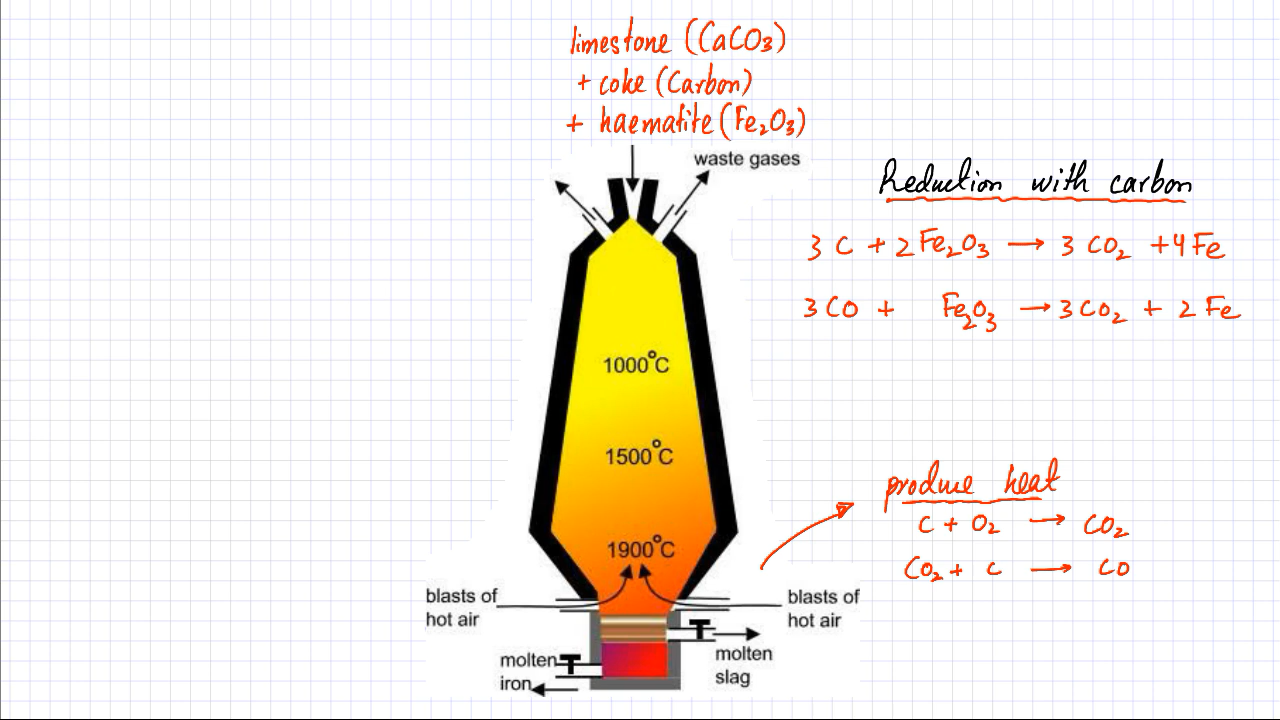 limestone (CaCO₃)
+ coke (Carbon)
+ haematite (Fe₂O₃)
waste gases
Reduction with carbon
3 C + 2 Fe₂O₃ → 3 CO₂ + 4 Fe
3 CO + Fe₂O₃ → 3 CO₂ + 2 Fe
1000°C
1500°C
1900°C
produce heat
C + O₂ → CO₂
CO₂ + C → CO
blasts of
hot air
blasts of
hot air
molten
iron
molten
slag